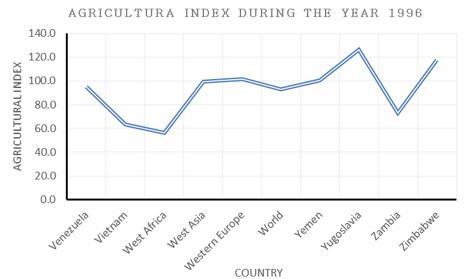 AGRICULTURA INDEX DURING THE YEAR 1996
140.0
120.0
100.0
80.0
60.0
40.0
20.0
0.0
AGRICULTURAL INDEX
Venezuela
Vietnam
West Africa
West Asia
Western Europe
World
Yemen
Yugoslavia
Zambia
Zimbabwe
COUNTRY